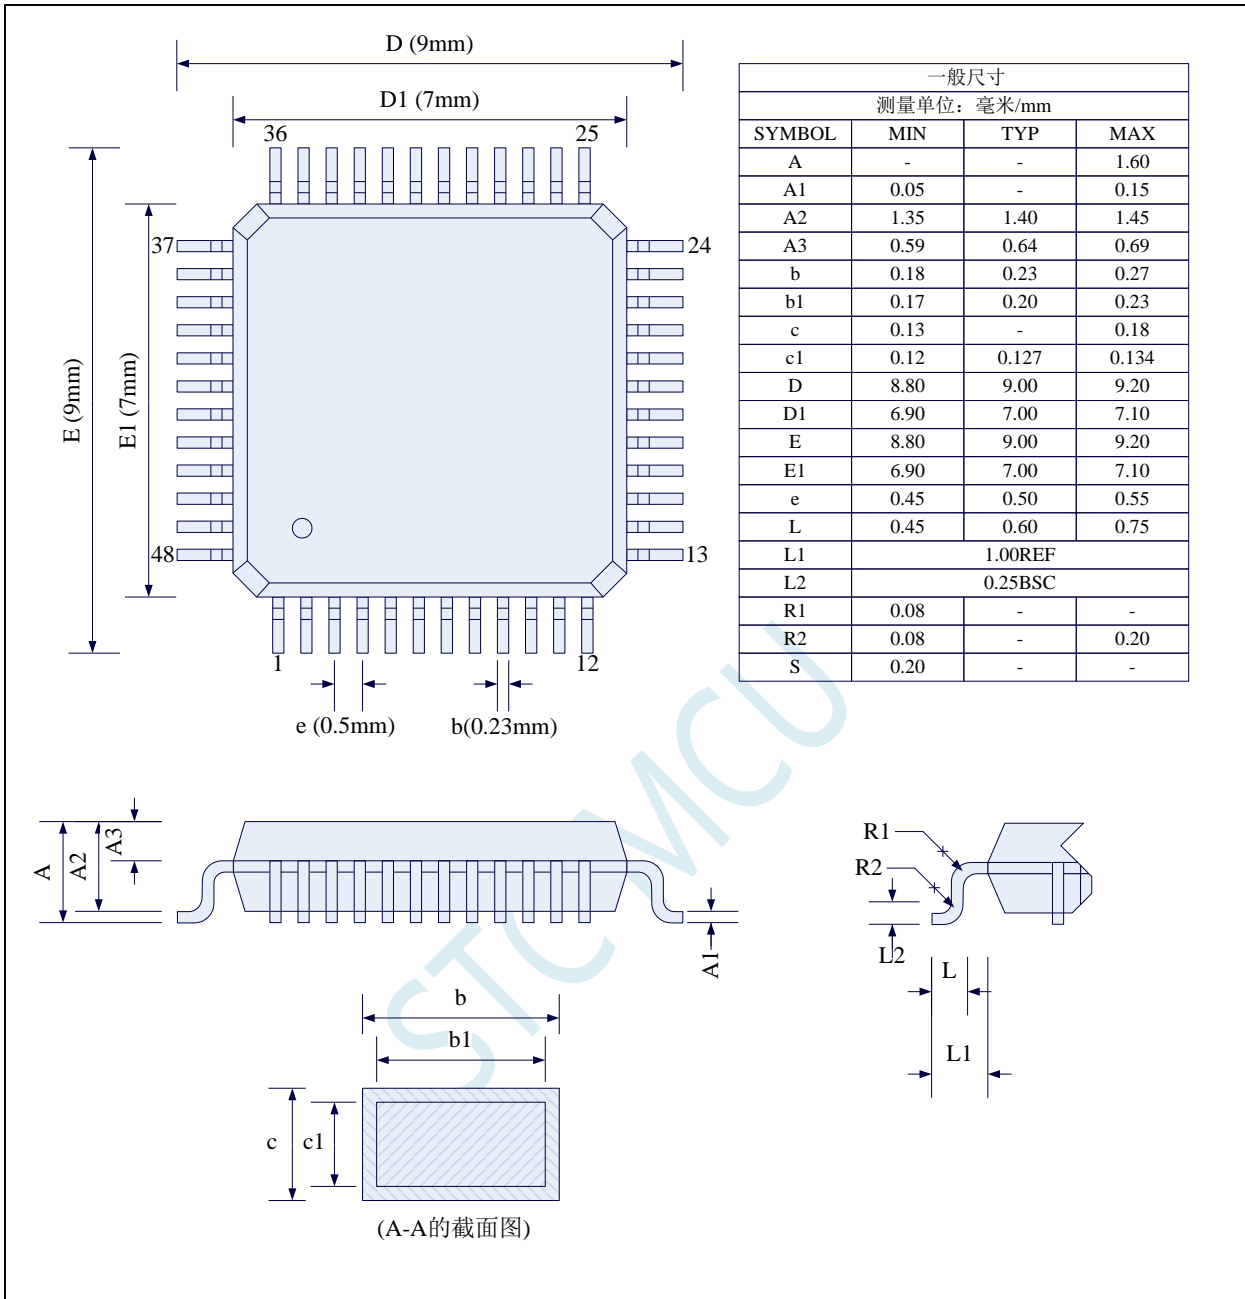 D (9mm)
D1 (7mm)
36
25
37
24
48
13
1
12
E (9mm)
E1 (7mm)
e (0.5mm)
b(0.23mm)
一般尺寸
测量单位：毫米/mm
SYMBOL MIN TYP MAX
A - - 1.60
A1 0.05 - 0.15
A2 1.35 1.40 1.45
A3 0.59 0.64 0.69
b 0.18 0.23 0.27
b1 0.17 0.20 0.23
c 0.13 - 0.18
c1 0.12 0.127 0.134
D 8.80 9.00 9.20
D1 6.90 7.00 7.10
E 8.80 9.00 9.20
E1 6.90 7.00 7.10
e 0.45 0.50 0.55
L 0.45 0.60 0.75
L1 1.00REF
L2 0.25BSC
R1 0.08 - -
R2 0.08 - 0.20
S 0.20 - -
STC MCU
A
A2
A3
A1
R1
R2
L2
L
L1
b
b1
c
c1
(A-A的截面图)